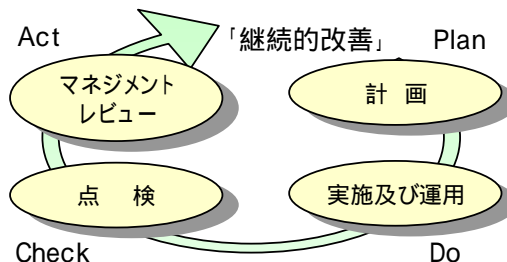 Act
「継続的改善」
Plan
マネジメント
レビュー
計 画
点 検
実施及び運用
Check
Do